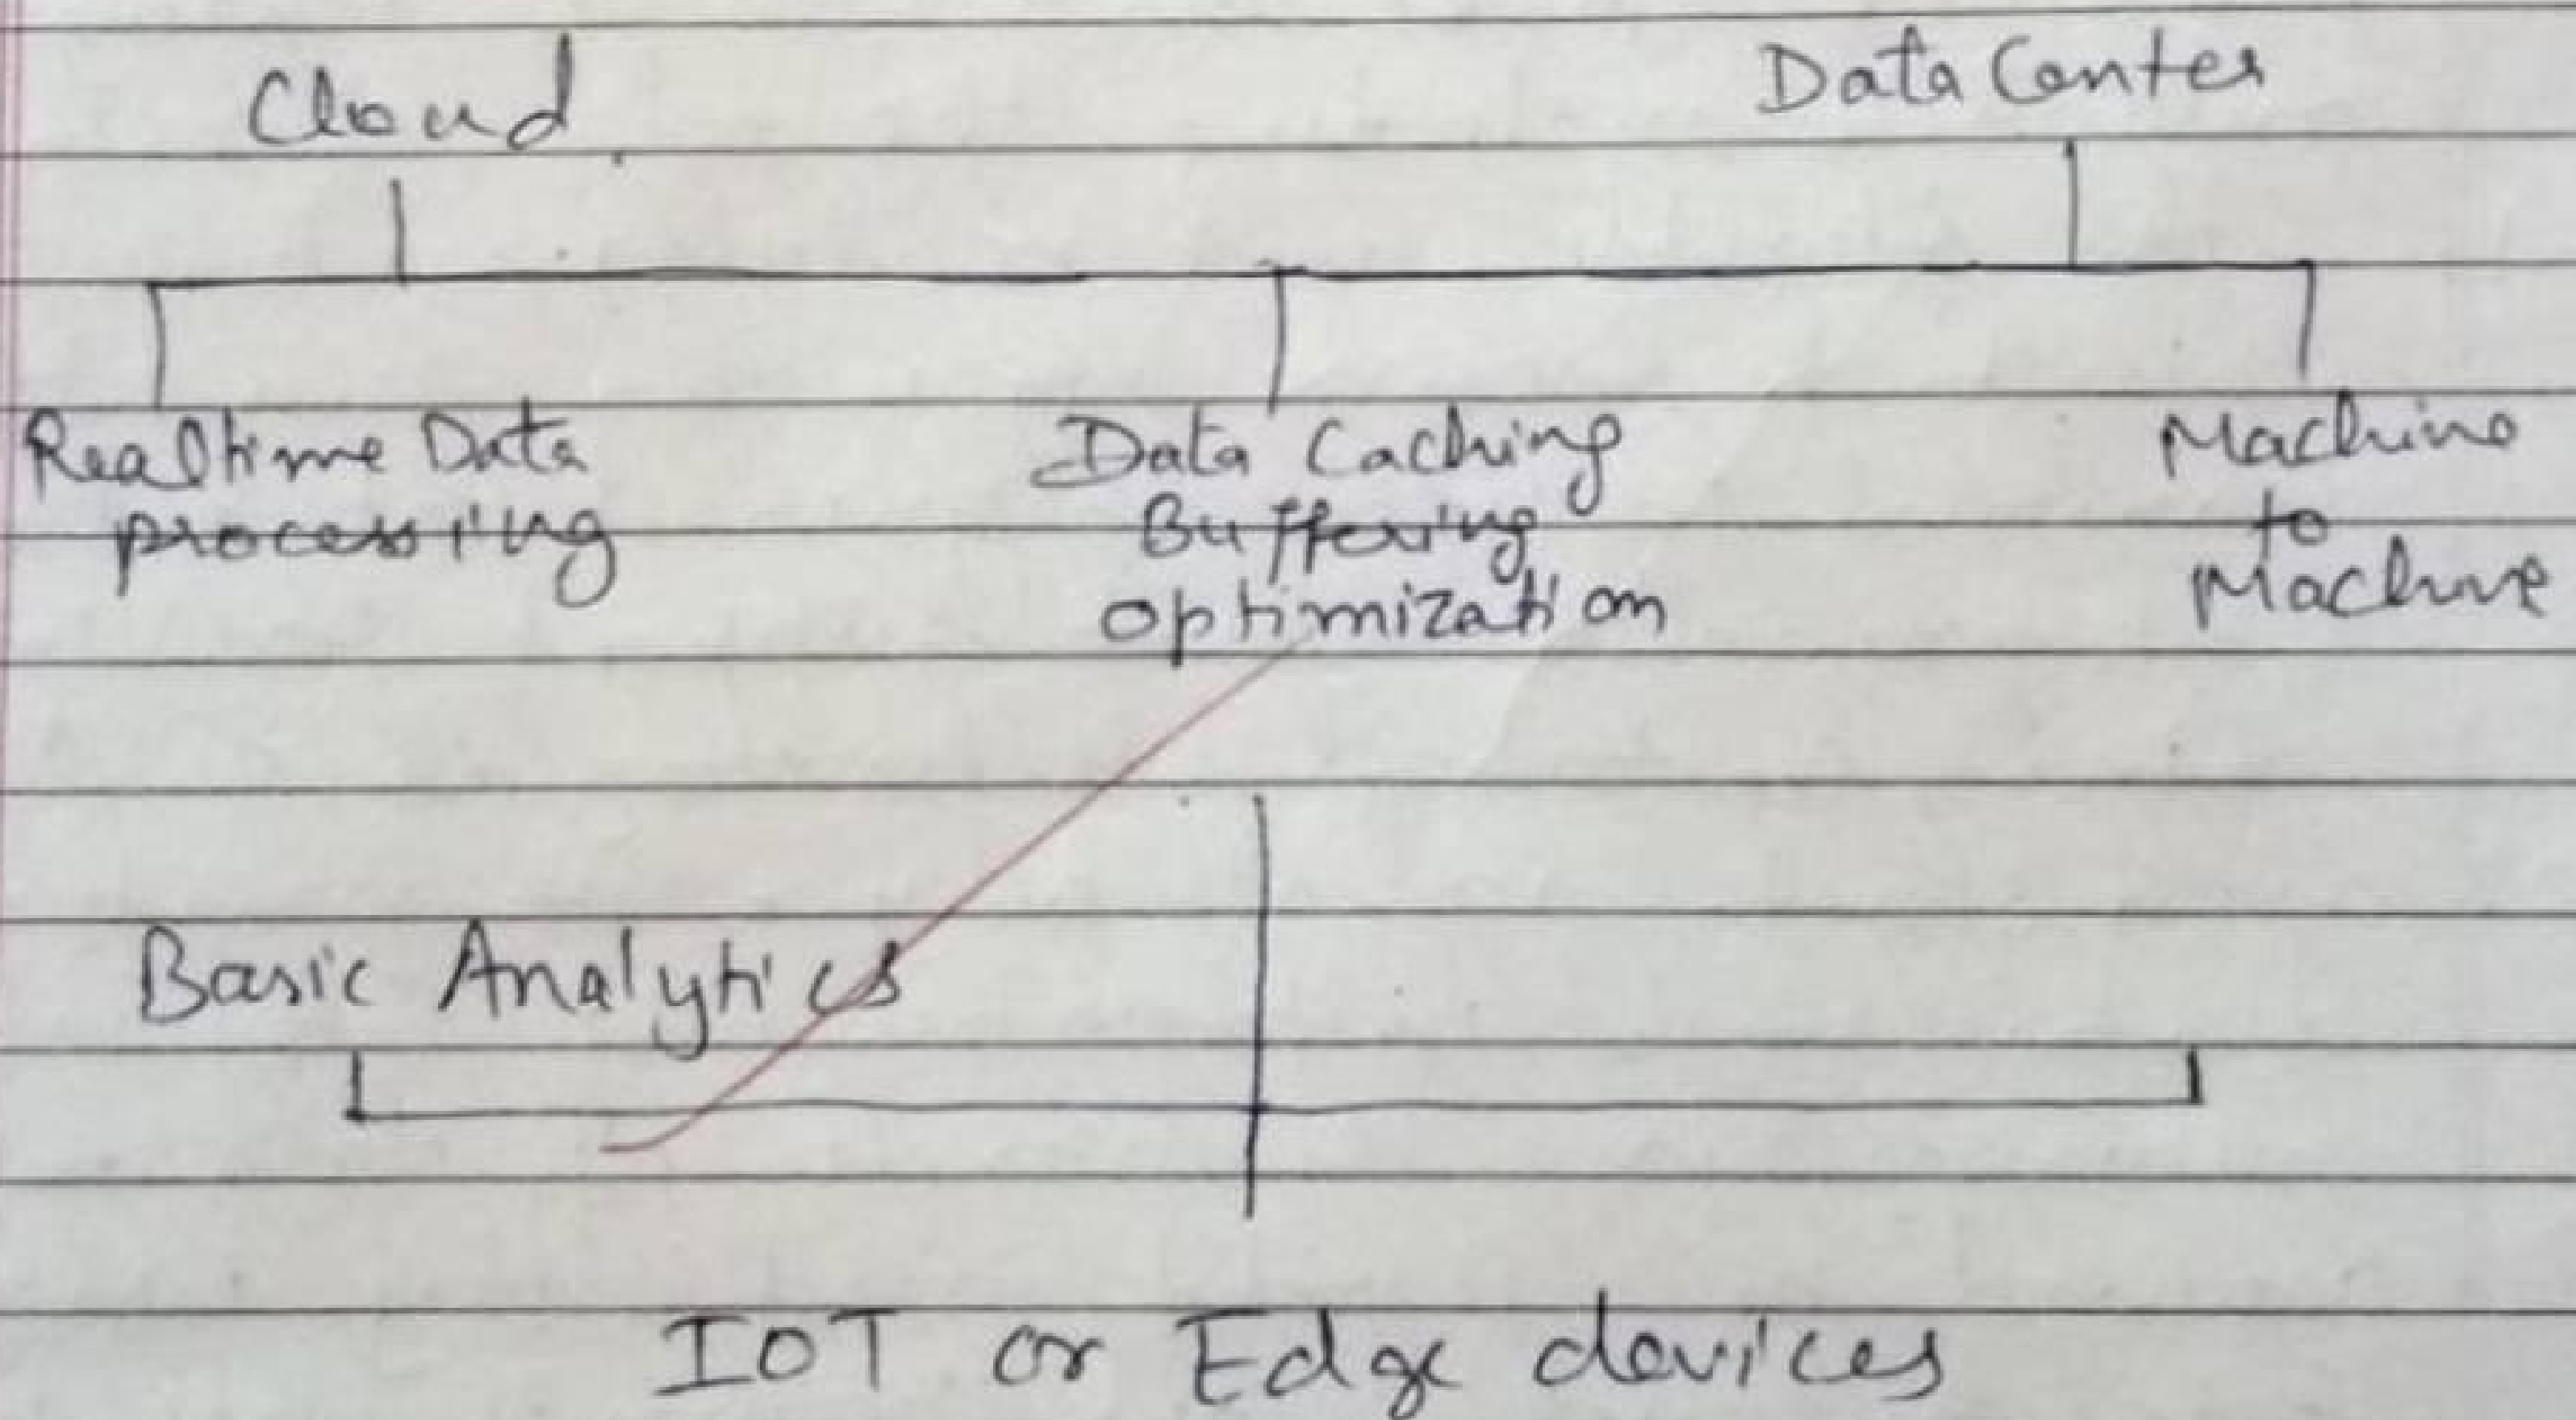 Cloud
Data Center
Realtime Data
processing
Data Caching
Buffering
optimization
Machine
to
Machine
Basic Analytics
IOT or Edge devices